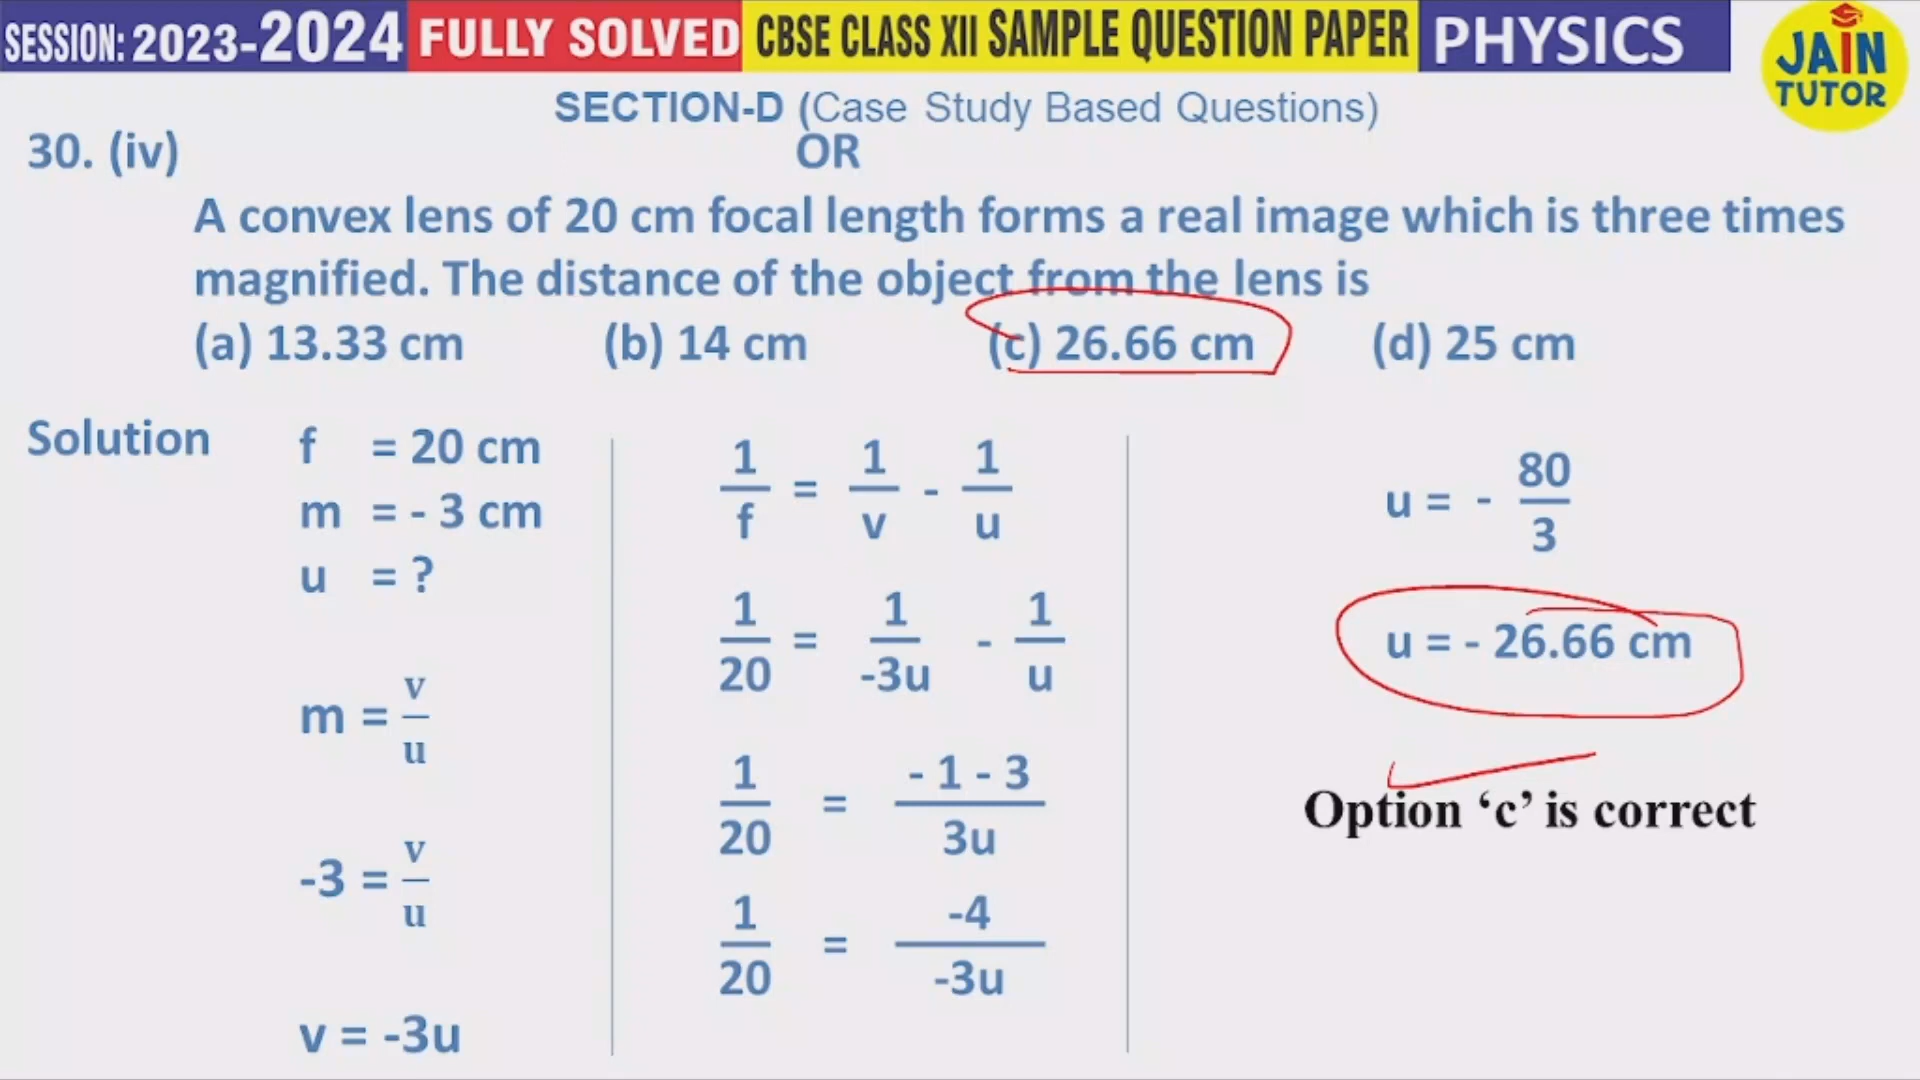 SESSION: 2023-2024 FULLY SOLVED CBSE CLASS XII SAMPLE QUESTION PAPER PHYSICS
JAIN
TUTOR
SECTION-D (Case Study Based Questions)
30. (iv) OR
A convex lens of 20 cm focal length forms a real image which is three times
magnified. The distance of the object from the lens is
(a) 13.33 cm (b) 14 cm (c) 26.66 cm (d) 25 cm
Solution
f = 20 cm
m = - 3 cm
u = ?
m = v/u
-3 = v/u
v = -3u
1/f = 1/v - 1/u
1/20 = 1/-3u - 1/u
1/20 = - 1 - 3/3u
1/20 = -4/-3u
u = - 80/3
u = - 26.66 cm
Option ‘c’ is correct